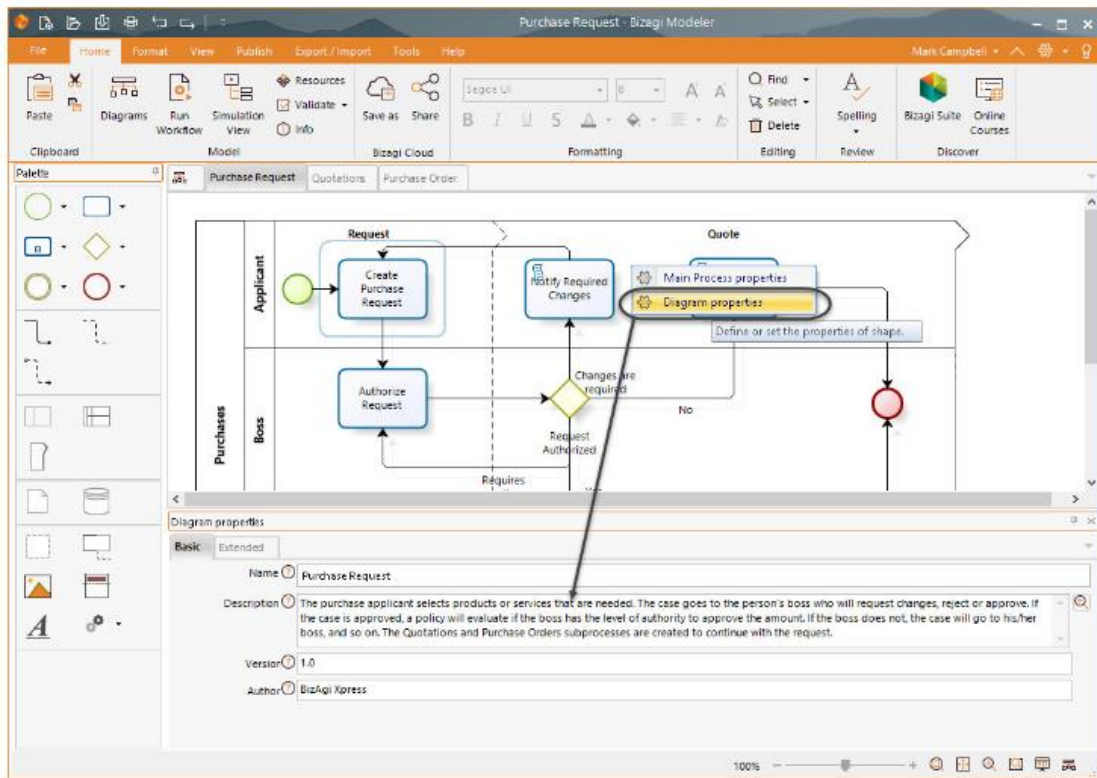 Purchase Request - Bizagi Modeler
File Home Format View Publish Export / Import Tools Help Mark Campbell
Paste
Diagrams
Run
Workflow
Simulation
View
Resources
Validate
Info
Save as
Share
Segoe UI 8
B I U S A
Find
Select
Delete
Spelling
Bizagi Suite
Online
Courses
Clipboard Model Bizagi Cloud Formatting Editing Review Discover
Palette
Purchase Request Quotations Purchase Order
Request Quote
Purchases
Applicant
Boss
Create
Purchase
Request
Notify Required
Changes
Main Process properties
Diagram properties
Define or set the properties of shape.
Authorize
Request
Changes are
required
No
Request
Authorized
Requires
Diagram properties
Basic Extended
Name Purchase Request
Description The purchase applicant selects products or services that are needed. The case goes to the person's boss who will request changes, reject or approve. If
the case is approved, a policy will evaluate if the boss has the level of authority to approve the amount. If the boss does not, the case will go to his/her
boss, and so on. The Quotations and Purchase Orders subprocesses are created to continue with the request.
Version 1.0
Author BizAgi Xpress
100%